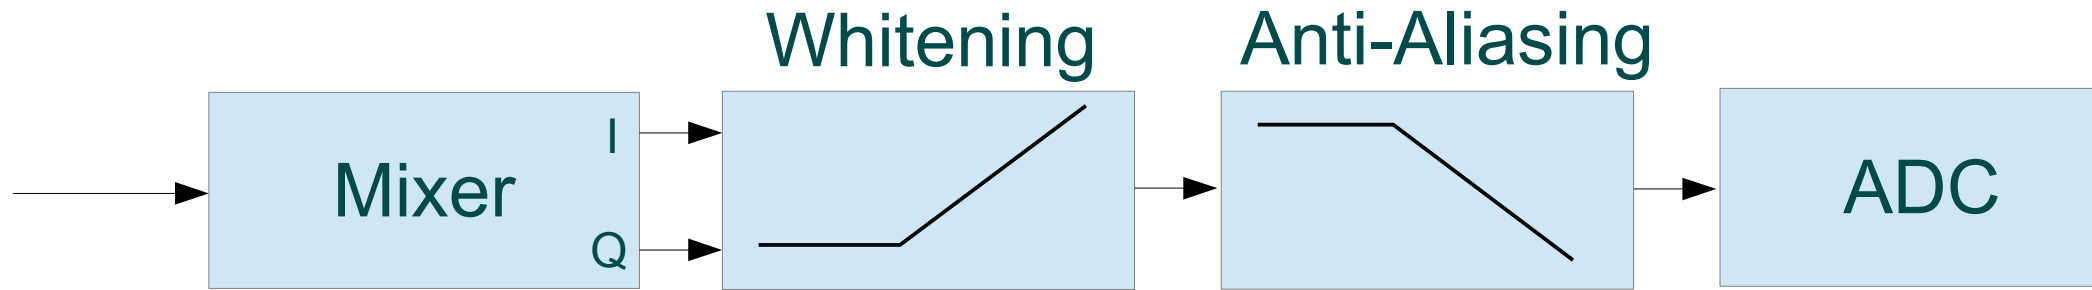 Whitening
Anti-Aliasing
Mixer
I
Q
ADC